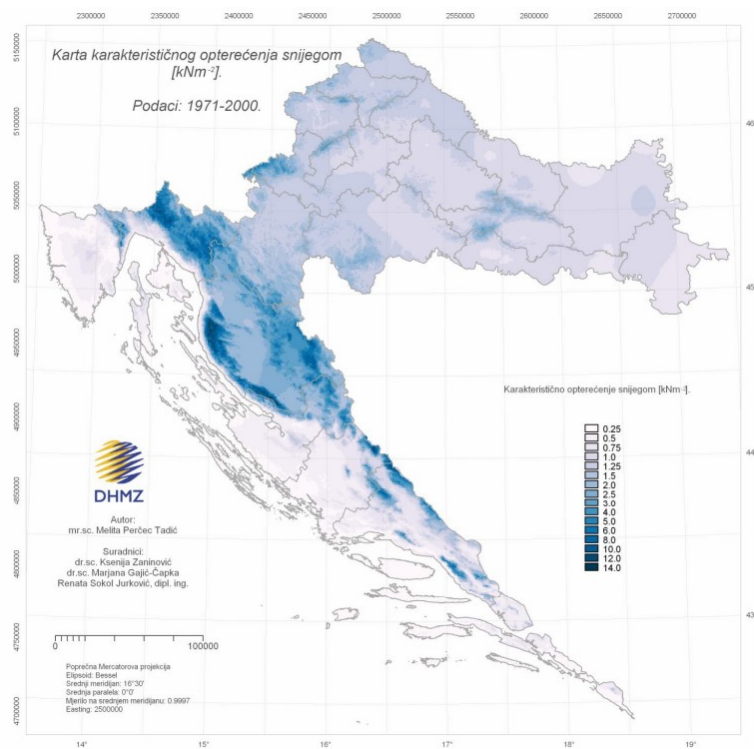 2300000 2350000 2400000 2450000 2500000 2550000 2600000 2650000 2700000
Karta karakterističnog opterećenja snijegom
[kNm⁻²].
Podaci: 1971-2000.
5150000
5100000
5050000
5000000
4950000
4900000
4850000
4800000
4750000
4700000
Karakteristično opterećenje snijegom [kNm⁻²].
0.25
0.5
0.75
1.0
1.25
1.5
2.0
2.5
3.0
4.0
5.0
6.0
8.0
10.0
12.0
14.0
DHMZ
Autor:
mr.sc. Melita Perčec Tadić
Suradnici:
dr.sc. Ksenija Zaninović
dr.sc. Marjana Gajić-Čapka
Renata Sokol Jurković, dipl. ing.
0 100000
Poprečna Mercatorova projekcija
Elipsoid: Bessel
Srednji meridijan: 16°30'
Srednja paralela: 0°0'
Mjerilo na srednjem meridijanu: 0.9997
Easting: 2500000
14° 15° 16° 17° 18° 19°